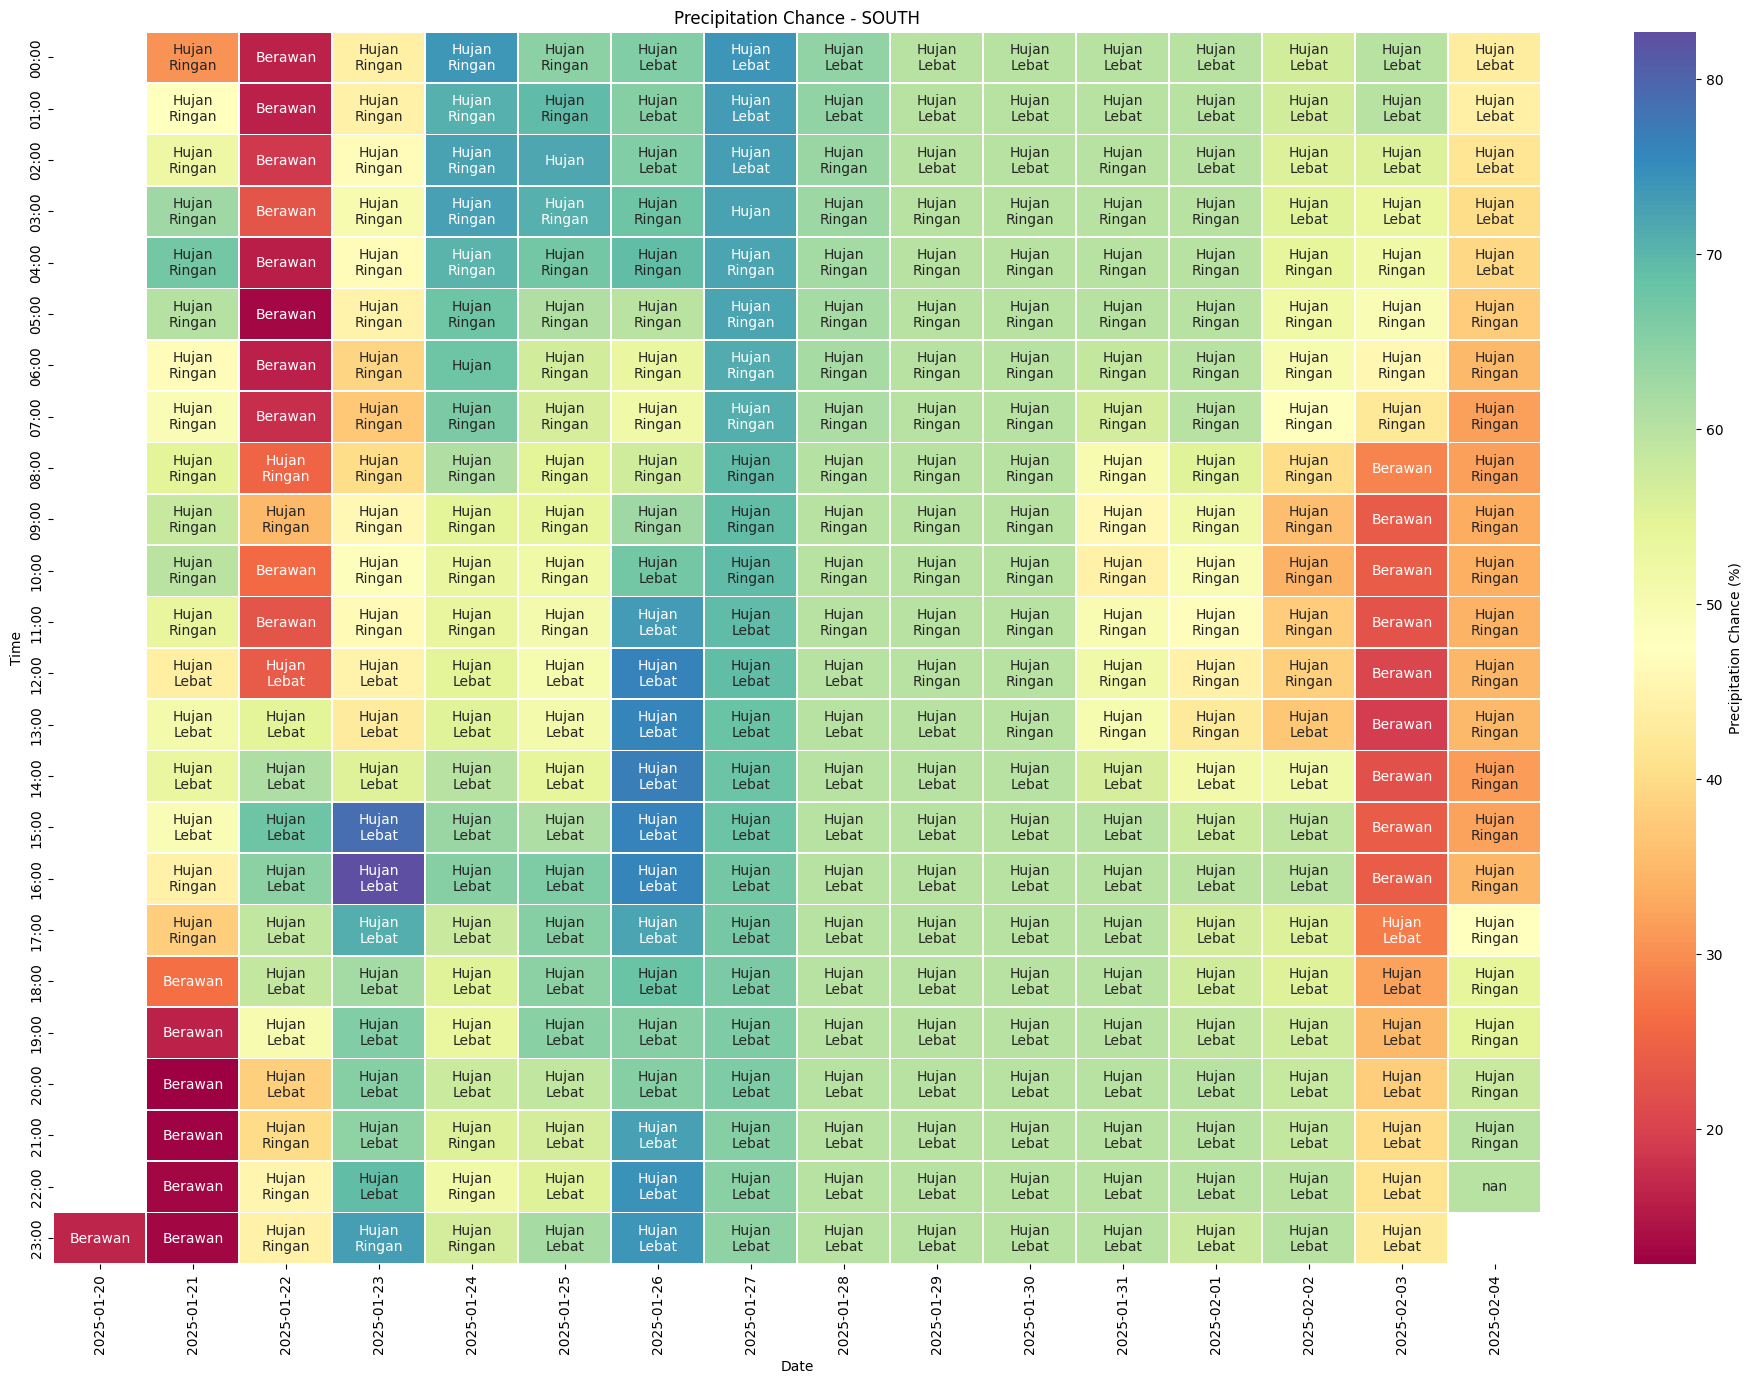 Precipitation Chance - SOUTH
00:00 Hujan Ringan Berawan Hujan Ringan Hujan Ringan Hujan Ringan Hujan Lebat Hujan Lebat Hujan Lebat Hujan Lebat Hujan Lebat Hujan Lebat Hujan Lebat Hujan Lebat Hujan Lebat Hujan Lebat
01:00 Hujan Ringan Berawan Hujan Ringan Hujan Ringan Hujan Ringan Hujan Lebat Hujan Lebat Hujan Lebat Hujan Lebat Hujan Lebat Hujan Lebat Hujan Lebat Hujan Lebat Hujan Lebat Hujan Lebat
02:00 Hujan Ringan Berawan Hujan Ringan Hujan Ringan Hujan Hujan Lebat Hujan Lebat Hujan Ringan Hujan Lebat Hujan Lebat Hujan Ringan Hujan Lebat Hujan Lebat Hujan Lebat Hujan Lebat
03:00 Hujan Ringan Berawan Hujan Ringan Hujan Ringan Hujan Ringan Hujan Ringan Hujan Hujan Ringan Hujan Ringan Hujan Ringan Hujan Ringan Hujan Ringan Hujan Lebat Hujan Lebat Hujan Lebat
04:00 Hujan Ringan Berawan Hujan Ringan Hujan Ringan Hujan Ringan Hujan Ringan Hujan Ringan Hujan Ringan Hujan Ringan Hujan Ringan Hujan Ringan Hujan Ringan Hujan Ringan Hujan Ringan Hujan Lebat
05:00 Hujan Ringan Berawan Hujan Ringan Hujan Ringan Hujan Ringan Hujan Ringan Hujan Ringan Hujan Ringan Hujan Ringan Hujan Ringan Hujan Ringan Hujan Ringan Hujan Ringan Hujan Ringan Hujan Ringan
06:00 Hujan Ringan Berawan Hujan Ringan Hujan Hujan Ringan Hujan Ringan Hujan Ringan Hujan Ringan Hujan Ringan Hujan Ringan Hujan Ringan Hujan Ringan Hujan Ringan Hujan Ringan Hujan Ringan
07:00 Hujan Ringan Berawan Hujan Ringan Hujan Ringan Hujan Ringan Hujan Ringan Hujan Ringan Hujan Ringan Hujan Ringan Hujan Ringan Hujan Ringan Hujan Ringan Hujan Ringan Hujan Ringan Hujan Ringan
08:00 Hujan Ringan Hujan Ringan Hujan Ringan Hujan Ringan Hujan Ringan Hujan Ringan Hujan Ringan Hujan Ringan Hujan Ringan Hujan Ringan Hujan Ringan Hujan Ringan Hujan Ringan Berawan Hujan Ringan
09:00 Hujan Ringan Hujan Ringan Hujan Ringan Hujan Ringan Hujan Ringan Hujan Ringan Hujan Ringan Hujan Ringan Hujan Ringan Hujan Ringan Hujan Ringan Hujan Ringan Hujan Ringan Berawan Hujan Ringan
10:00 Hujan Ringan Berawan Hujan Ringan Hujan Ringan Hujan Ringan Hujan Lebat Hujan Ringan Hujan Ringan Hujan Ringan Hujan Ringan Hujan Ringan Hujan Ringan Hujan Ringan Berawan Hujan Ringan
11:00 Hujan Ringan Berawan Hujan Ringan Hujan Ringan Hujan Ringan Hujan Lebat Hujan Lebat Hujan Ringan Hujan Ringan Hujan Ringan Hujan Ringan Hujan Ringan Hujan Ringan Berawan Hujan Ringan
12:00 Hujan Lebat Hujan Lebat Hujan Lebat Hujan Lebat Hujan Lebat Hujan Lebat Hujan Lebat Hujan Lebat Hujan Ringan Hujan Ringan Hujan Ringan Hujan Ringan Hujan Ringan Berawan Hujan Ringan
13:00 Hujan Lebat Hujan Lebat Hujan Lebat Hujan Lebat Hujan Lebat Hujan Lebat Hujan Lebat Hujan Lebat Hujan Lebat Hujan Ringan Hujan Ringan Hujan Ringan Hujan Lebat Berawan Hujan Ringan
14:00 Hujan Lebat Hujan Lebat Hujan Lebat Hujan Lebat Hujan Lebat Hujan Lebat Hujan Lebat Hujan Lebat Hujan Lebat Hujan Lebat Hujan Lebat Hujan Lebat Hujan Lebat Berawan Hujan Ringan
15:00 Hujan Lebat Hujan Lebat Hujan Lebat Hujan Lebat Hujan Lebat Hujan Lebat Hujan Lebat Hujan Lebat Hujan Lebat Hujan Lebat Hujan Lebat Hujan Lebat Hujan Lebat Berawan Hujan Ringan
16:00 Hujan Ringan Hujan Lebat Hujan Lebat Hujan Lebat Hujan Lebat Hujan Lebat Hujan Lebat Hujan Lebat Hujan Lebat Hujan Lebat Hujan Lebat Hujan Lebat Hujan Lebat Berawan Hujan Ringan
17:00 Hujan Ringan Hujan Lebat Hujan Lebat Hujan Lebat Hujan Lebat Hujan Lebat Hujan Lebat Hujan Lebat Hujan Lebat Hujan Lebat Hujan Lebat Hujan Lebat Hujan Lebat Hujan Lebat Hujan Ringan
18:00 Berawan Hujan Lebat Hujan Lebat Hujan Lebat Hujan Lebat Hujan Lebat Hujan Lebat Hujan Lebat Hujan Lebat Hujan Lebat Hujan Lebat Hujan Lebat Hujan Lebat Hujan Lebat Hujan Ringan
19:00 Berawan Hujan Lebat Hujan Lebat Hujan Lebat Hujan Lebat Hujan Lebat Hujan Lebat Hujan Lebat Hujan Lebat Hujan Lebat Hujan Lebat Hujan Lebat Hujan Lebat Hujan Lebat Hujan Ringan
20:00 Berawan Hujan Lebat Hujan Lebat Hujan Lebat Hujan Lebat Hujan Lebat Hujan Lebat Hujan Lebat Hujan Lebat Hujan Lebat Hujan Lebat Hujan Lebat Hujan Lebat Hujan Lebat Hujan Ringan
21:00 Berawan Hujan Ringan Hujan Lebat Hujan Ringan Hujan Lebat Hujan Lebat Hujan Lebat Hujan Lebat Hujan Lebat Hujan Lebat Hujan Lebat Hujan Lebat Hujan Lebat Hujan Lebat Hujan Ringan
22:00 Berawan Hujan Ringan Hujan Lebat Hujan Ringan Hujan Lebat Hujan Lebat Hujan Lebat Hujan Lebat Hujan Lebat Hujan Lebat Hujan Lebat Hujan Lebat Hujan Lebat Hujan Lebat nan
23:00 Berawan Berawan Hujan Ringan Hujan Ringan Hujan Ringan Hujan Lebat Hujan Lebat Hujan Lebat Hujan Lebat Hujan Lebat Hujan Lebat Hujan Lebat Hujan Lebat Hujan Lebat Hujan Lebat
Time
2025-01-20 2025-01-21 2025-01-22 2025-01-23 2025-01-24 2025-01-25 2025-01-26 2025-01-27 2025-01-28 2025-01-29 2025-01-30 2025-01-31 2025-02-01 2025-02-02 2025-02-03 2025-02-04
Date
80
70
60
50
40
30
20
Precipitation Chance (%)